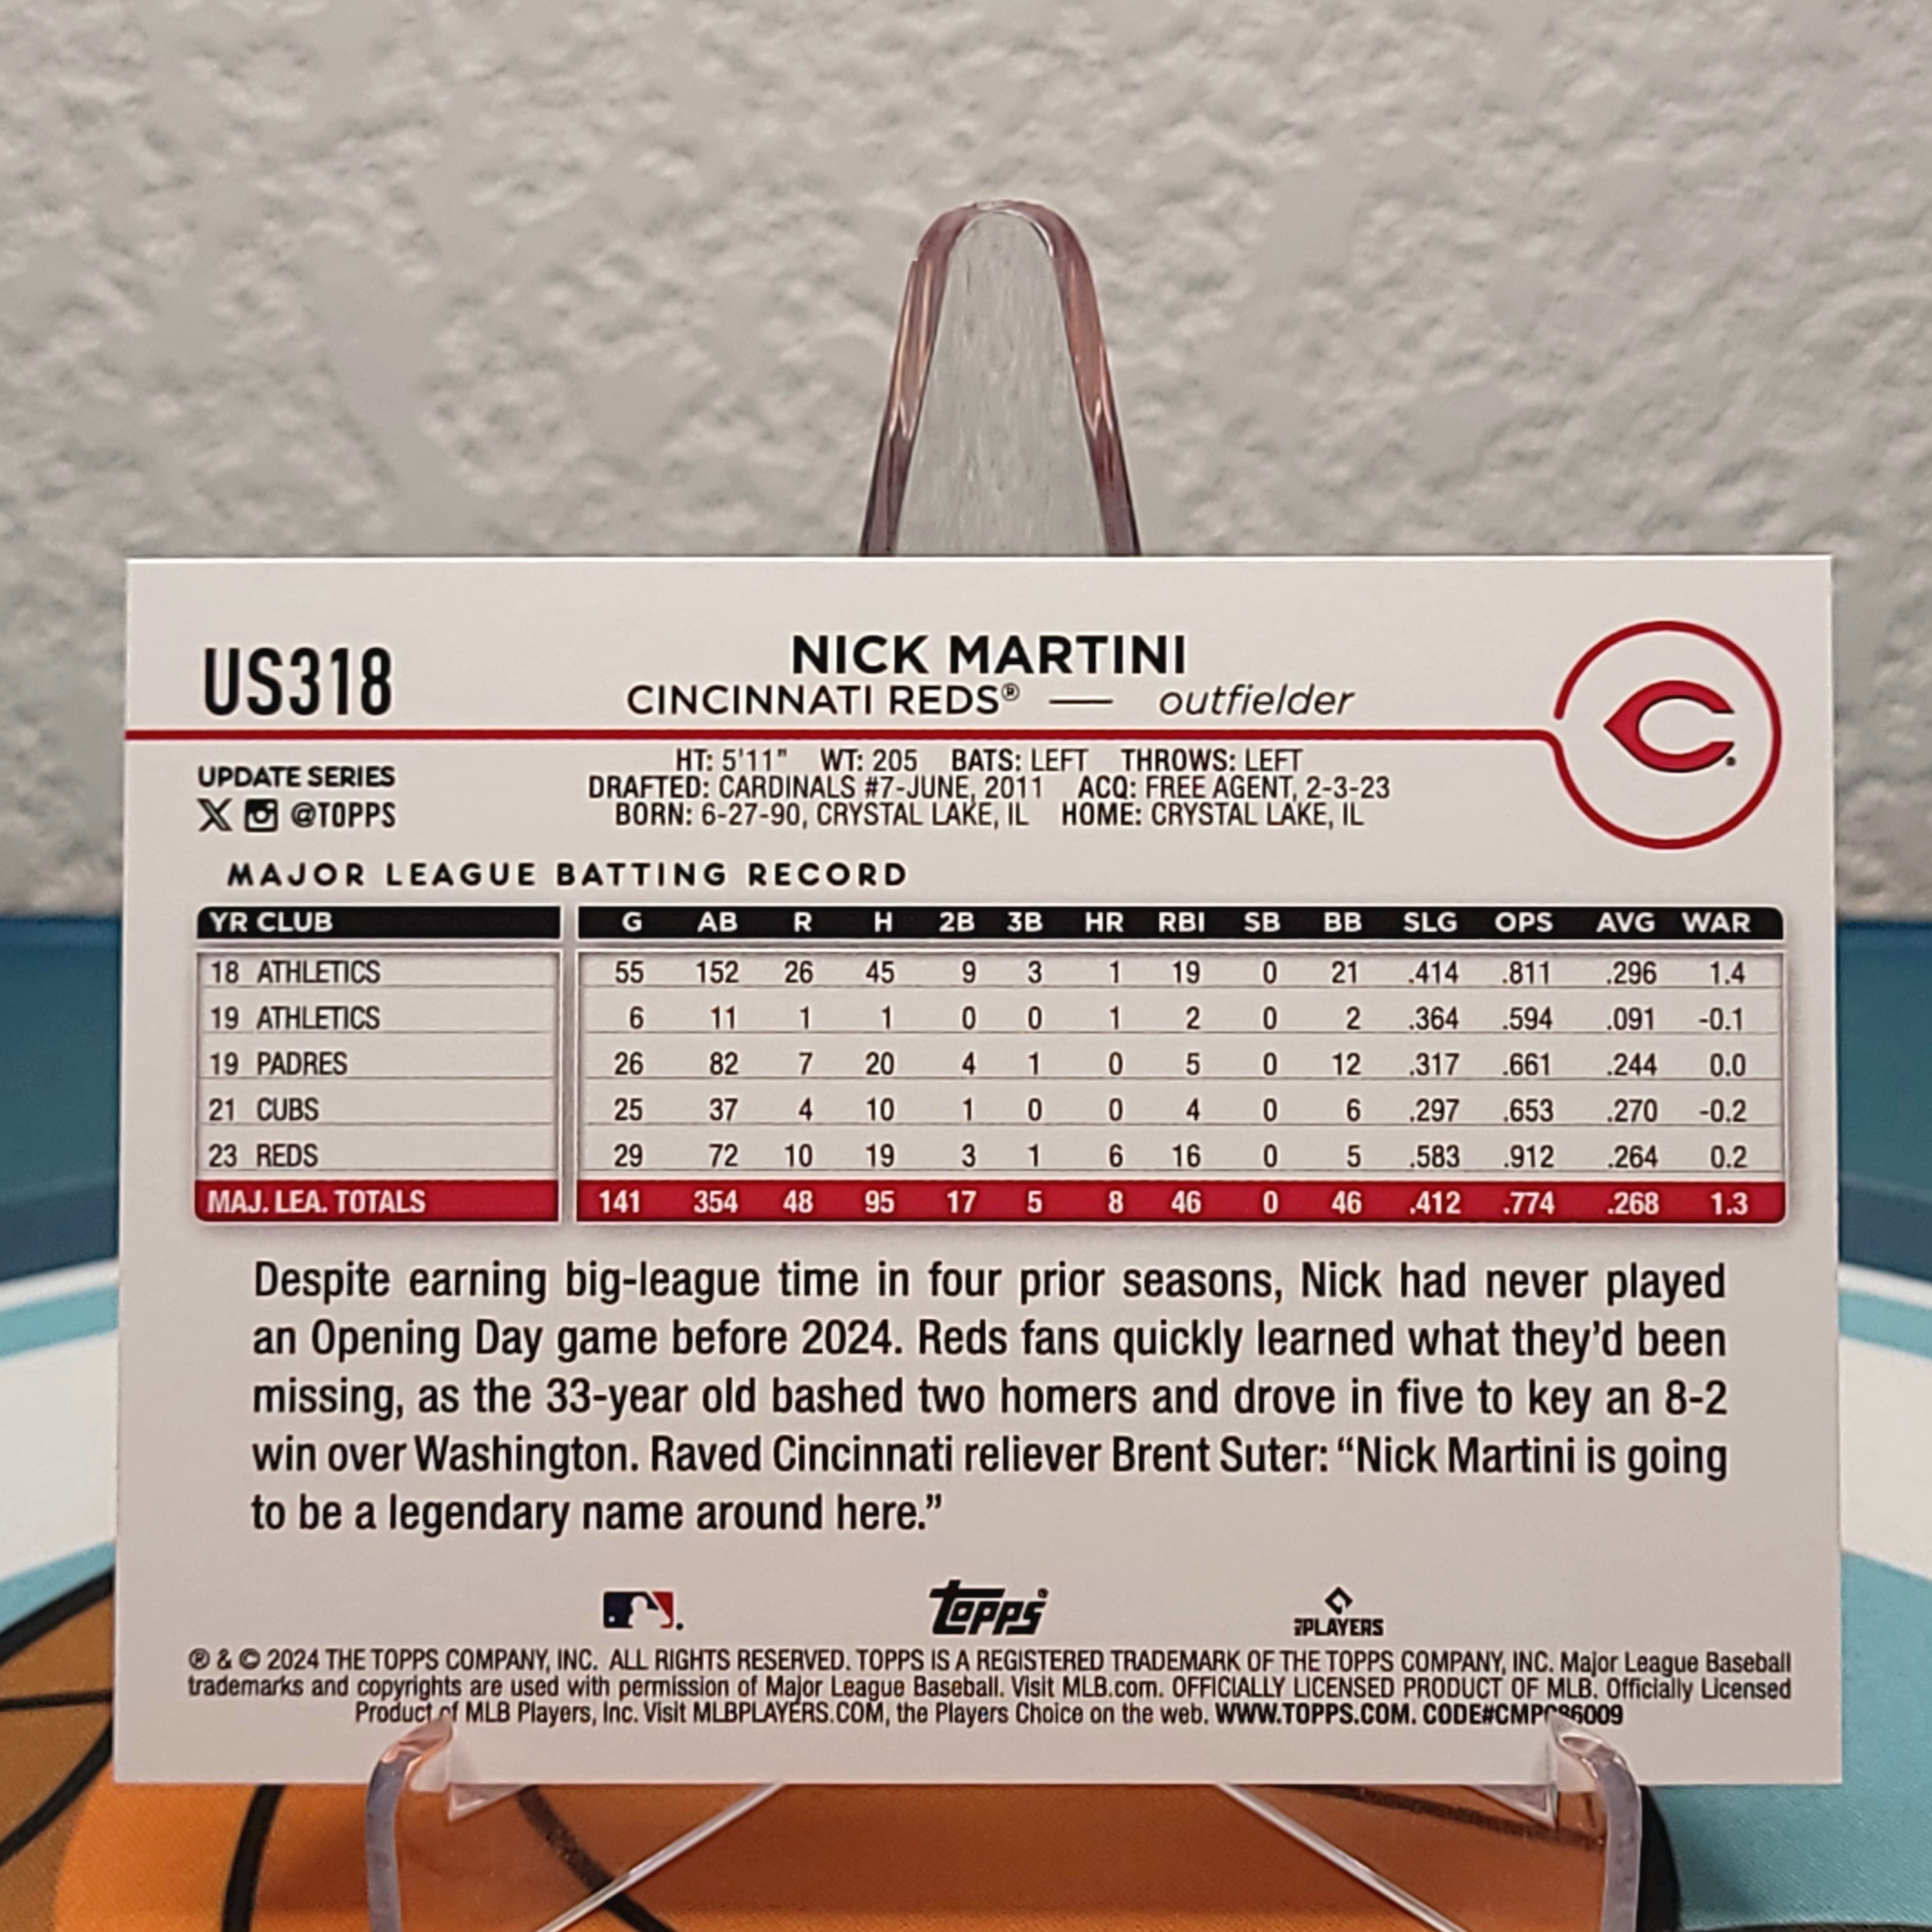 US318
NICK MARTINI
CINCINNATI REDS® — outfielder
UPDATE SERIES
X @TOPPS
HT: 5'11" WT: 205 BATS: LEFT THROWS: LEFT
DRAFTED: CARDINALS #7-JUNE, 2011 ACQ: FREE AGENT, 2-3-23
BORN: 6-27-90, CRYSTAL LAKE, IL HOME: CRYSTAL LAKE, IL
MAJOR LEAGUE BATTING RECORD
YR CLUB G AB R H 2B 3B HR RBI SB BB SLG OPS AVG WAR
18 ATHLETICS 55 152 26 45 9 3 1 19 0 21 .414 .811 .296 1.4
19 ATHLETICS 6 11 1 1 0 0 1 2 0 2 .364 .594 .091 -0.1
19 PADRES 26 82 7 20 4 1 0 5 0 12 .317 .661 .244 0.0
21 CUBS 25 37 4 10 1 0 0 4 0 6 .297 .653 .270 -0.2
23 REDS 29 72 10 19 3 1 6 16 0 5 .583 .912 .264 0.2
MAJ. LEA. TOTALS 141 354 48 95 17 5 8 46 0 46 .412 .774 .268 1.3
Despite earning big-league time in four prior seasons, Nick had never played
an Opening Day game before 2024. Reds fans quickly learned what they'd been
missing, as the 33-year old bashed two homers and drove in five to key an 8-2
win over Washington. Raved Cincinnati reliever Brent Suter: “Nick Martini is going
to be a legendary name around here.”
Topps®
PLAYERS
® & © 2024 THE TOPPS COMPANY, INC. ALL RIGHTS RESERVED. TOPPS IS A REGISTERED TRADEMARK OF THE TOPPS COMPANY, INC. Major League Baseball
trademarks and copyrights are used with permission of Major League Baseball. Visit MLB.com. OFFICIALLY LICENSED PRODUCT OF MLB. Officially Licensed
Product of MLB Players, Inc. Visit MLBPLAYERS.COM, the Players Choice on the web. WWW.TOPPS.COM.